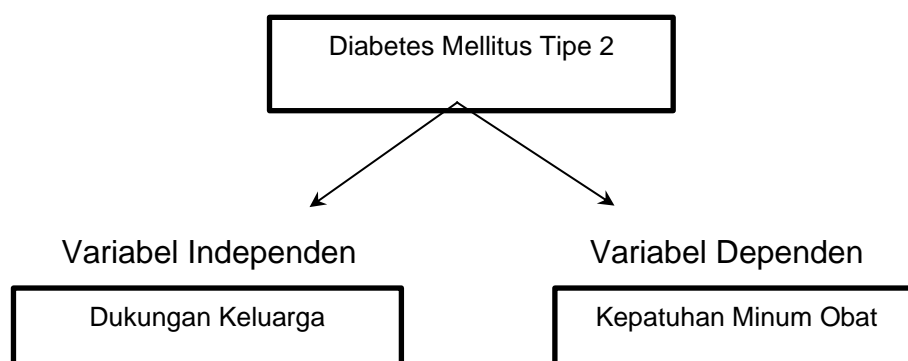 Diabetes Mellitus Tipe 2
Variabel Independen
Variabel Dependen
Dukungan Keluarga
Kepatuhan Minum Obat